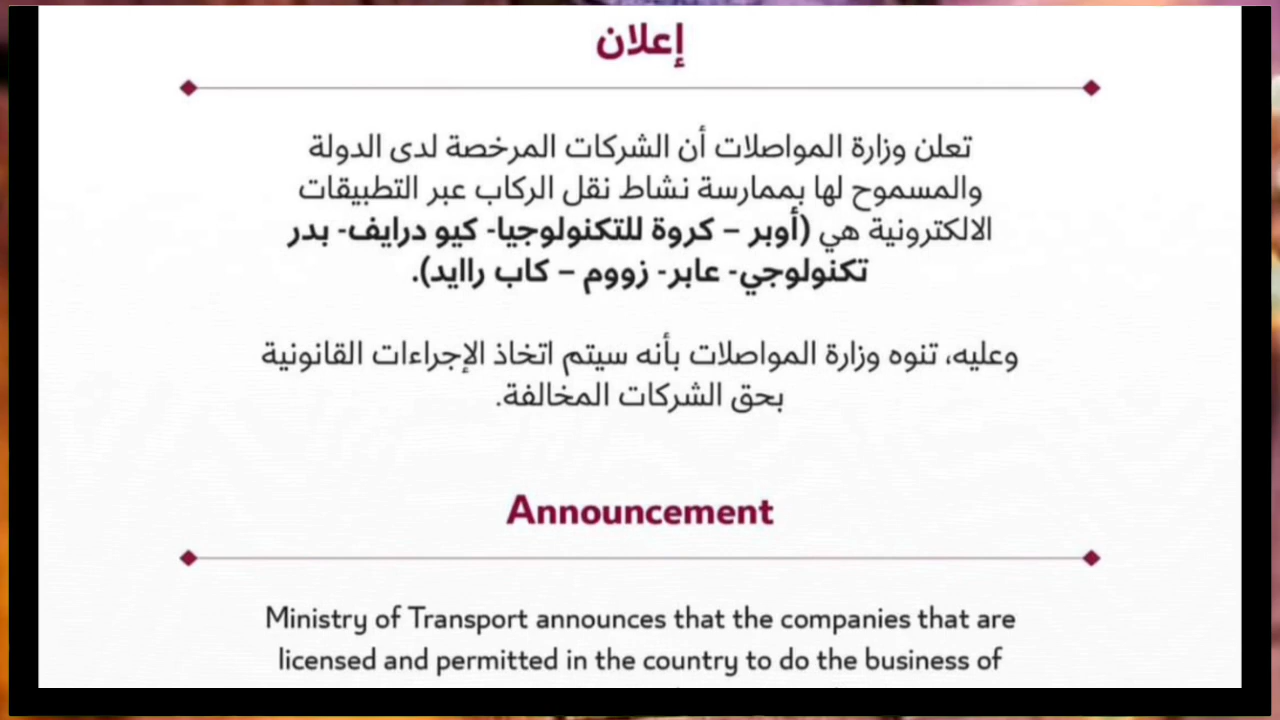 إعلان
تعلن وزارة المواصلات أن الشركات المرخصة لدى الدولة
والمسموح لها بممارسة نشاط نقل الركاب عبر التطبيقات
الالكترونية هي (أوبر – كروة للتكنولوجيا- كيو درايف- بدر
تكنولوجي- عابر- زووم – كاب راايد).
وعليه، تنوه وزارة المواصلات بأنه سيتم اتخاذ الإجراءات القانونية
بحق الشركات المخالفة.
Announcement
Ministry of Transport announces that the companies that are
licensed and permitted in the country to do the business of